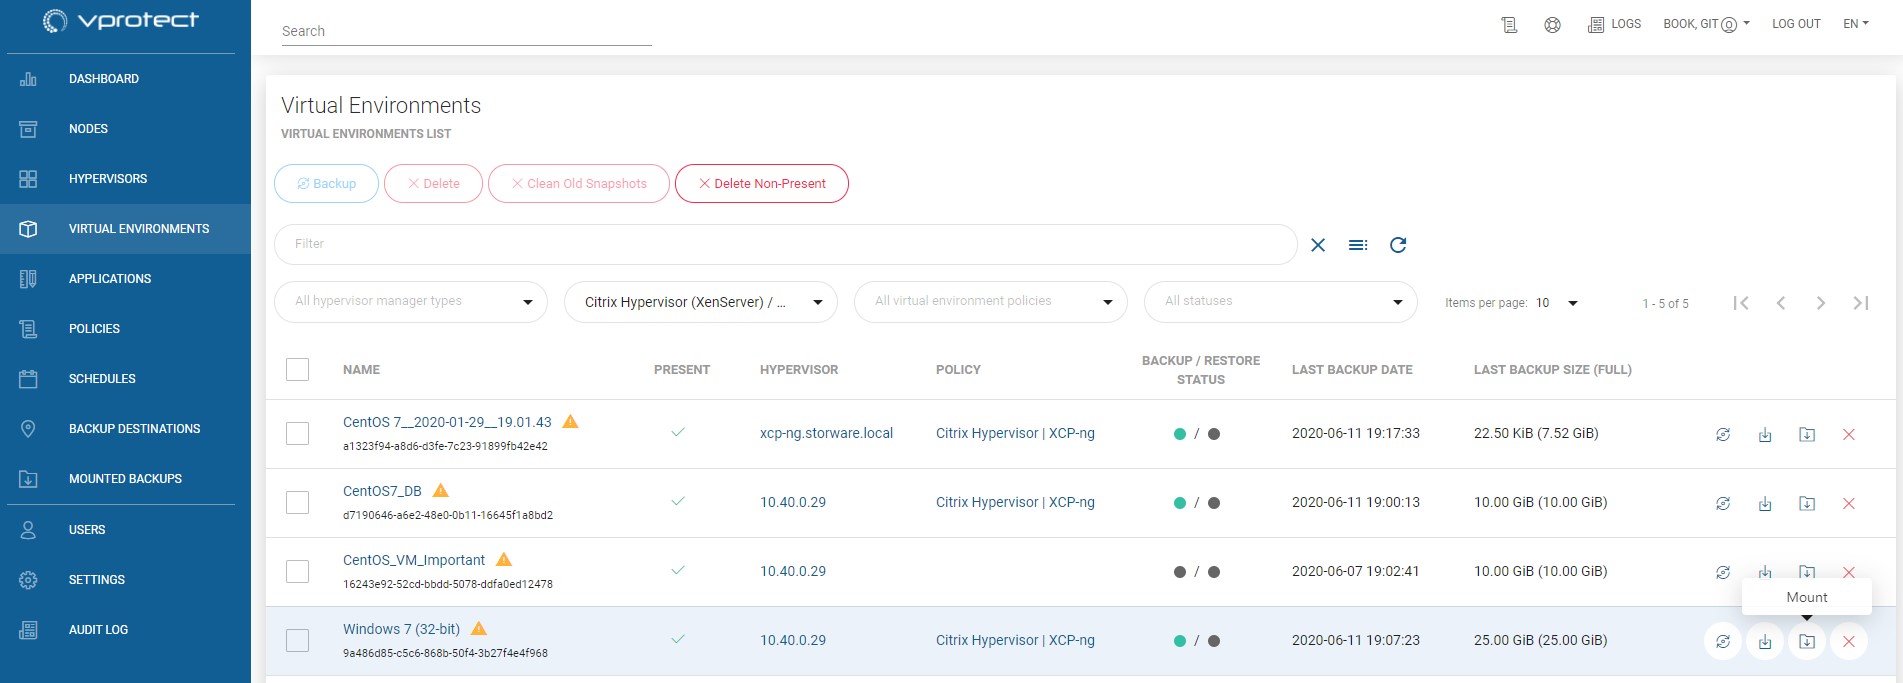 vprotect
Search
LOGS
BOOK, GIT
LOG OUT
EN
DASHBOARD
NODES
HYPERVISORS
VIRTUAL ENVIRONMENTS
APPLICATIONS
POLICIES
SCHEDULES
BACKUP DESTINATIONS
MOUNTED BACKUPS
USERS
SETTINGS
AUDIT LOG
Virtual Environments
VIRTUAL ENVIRONMENTS LIST
Backup
Delete
Clean Old Snapshots
Delete Non-Present
Filter
All hypervisor manager types
Citrix Hypervisor (XenServer) / ...
All virtual environment policies
All statuses
Items per page: 10
1 - 5 of 5
NAME
PRESENT
HYPERVISOR
POLICY
BACKUP / RESTORE
STATUS
LAST BACKUP DATE
LAST BACKUP SIZE (FULL)
CentOS 7__2020-01-29__19.01.43
a1323f94-a8d6-d3fe-7c23-91899fb42e42
xcp-ng.storware.local
Citrix Hypervisor | XCP-ng
/
2020-06-11 19:17:33
22.50 KiB (7.52 GiB)
CentOS7_DB
d7190646-a6e2-48e0-0b11-16645f1a8bd2
10.40.0.29
Citrix Hypervisor | XCP-ng
/
2020-06-11 19:00:13
10.00 GiB (10.00 GiB)
CentOS_VM_Important
16243e92-52cd-bbdd-5078-ddfa0ed12478
10.40.0.29
/
2020-06-07 19:02:41
10.00 GiB (10.00 GiB)
Mount
Windows 7 (32-bit)
9a486d85-c5c6-868b-50f4-3b27f4e4f968
10.40.0.29
Citrix Hypervisor | XCP-ng
/
2020-06-11 19:07:23
25.00 GiB (25.00 GiB)